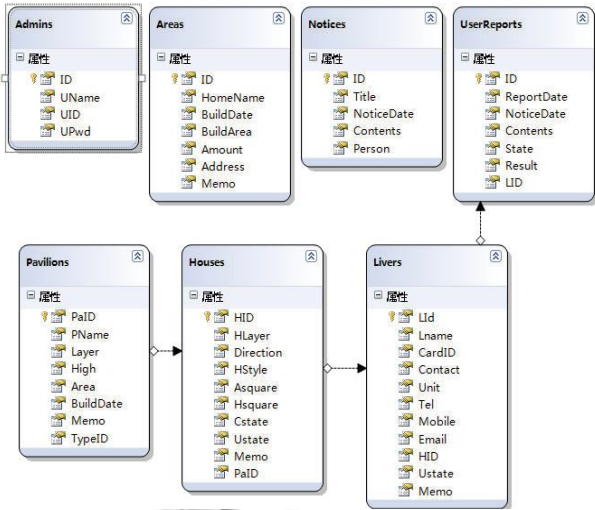 Admins
属性
ID
UName
UID
UPwd
Areas
属性
ID
HomeName
BuildDate
BuildArea
Amount
Address
Memo
Notices
属性
ID
Title
NoticeDate
Contents
Person
UserReports
属性
ID
ReportDate
NoticeDate
Contents
State
Result
LID
Pavilions
属性
PaID
PName
Layer
High
Area
BuildDate
Memo
TypeID
Houses
属性
HID
HLayer
Direction
HStyle
Asquare
Hsquare
Cstate
Ustate
Memo
PaID
Livers
属性
LId
Lname
CardID
Contact
Unit
Tel
Mobile
Email
HID
Ustate
Memo